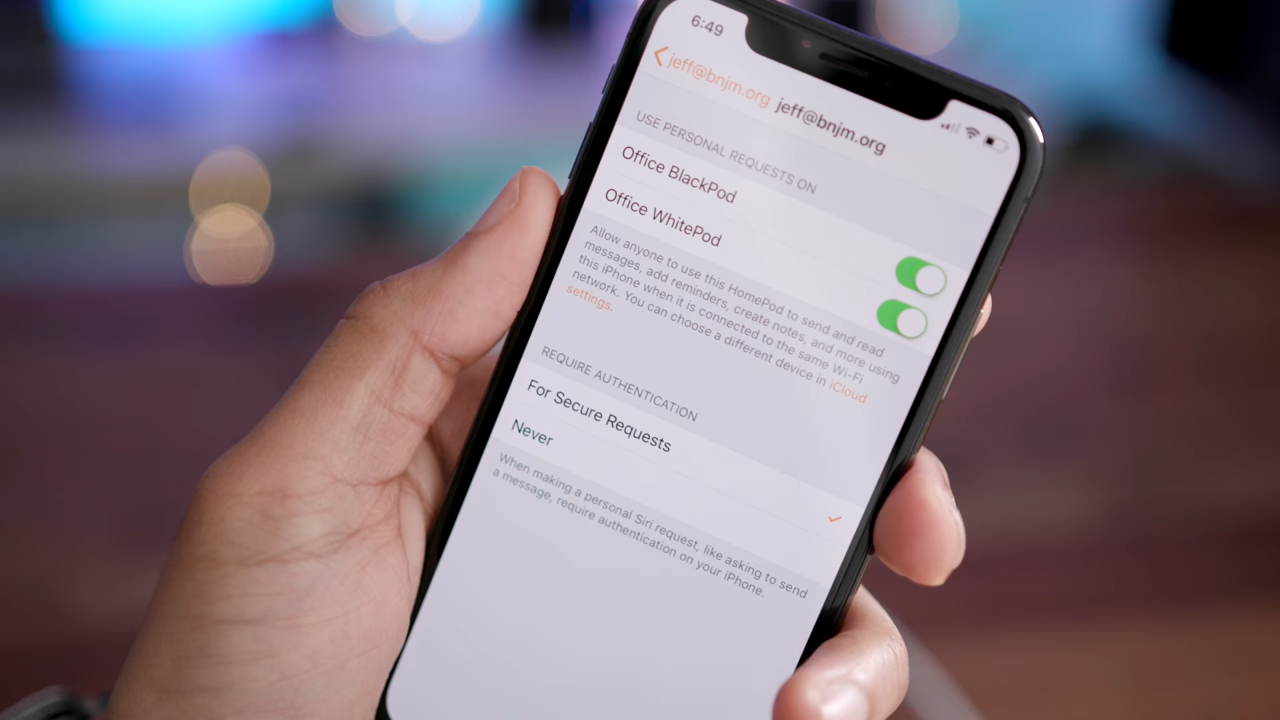 6:49
jeff@bnjm.org jeff@bnjm.org
USE PERSONAL REQUESTS ON
Office BlackPod
Office WhitePod
Allow anyone to use this HomePod to send and read
messages, add reminders, create notes, and more using
this iPhone when it is connected to the same Wi-Fi
network. You can choose a different device in iCloud
settings.
REQUIRE AUTHENTICATION
For Secure Requests
Never
When making a personal Siri request, like asking to send
a message, require authentication on your iPhone.